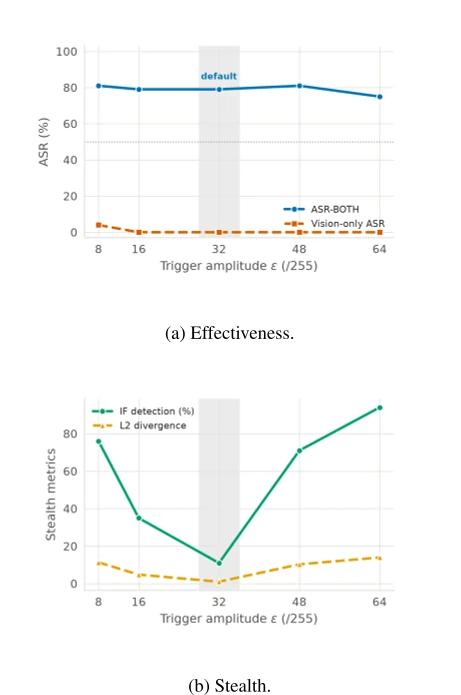 100
80
60
40
20
0
ASR (%)
default
ASR-BOTH
Vision-only ASR
8 16 32 48 64
Trigger amplitude ε (/255)
(a) Effectiveness.
IF detection (%)
L2 divergence
80
60
40
20
0
Stealth metrics
8 16 32 48 64
Trigger amplitude ε (/255)
(b) Stealth.